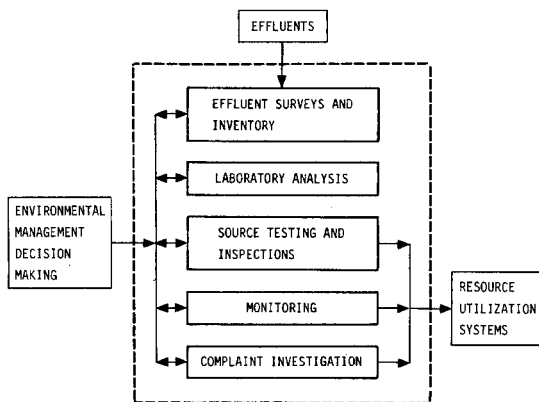 EFFLUENTS
EFFLUENT SURVEYS AND
INVENTORY
LABORATORY ANALYSIS
ENVIRONMENTAL
MANAGEMENT
DECISION
MAKING
SOURCE TESTING AND
INSPECTIONS
MONITORING
COMPLAINT INVESTIGATION
RESOURCE
UTILIZATION
SYSTEMS